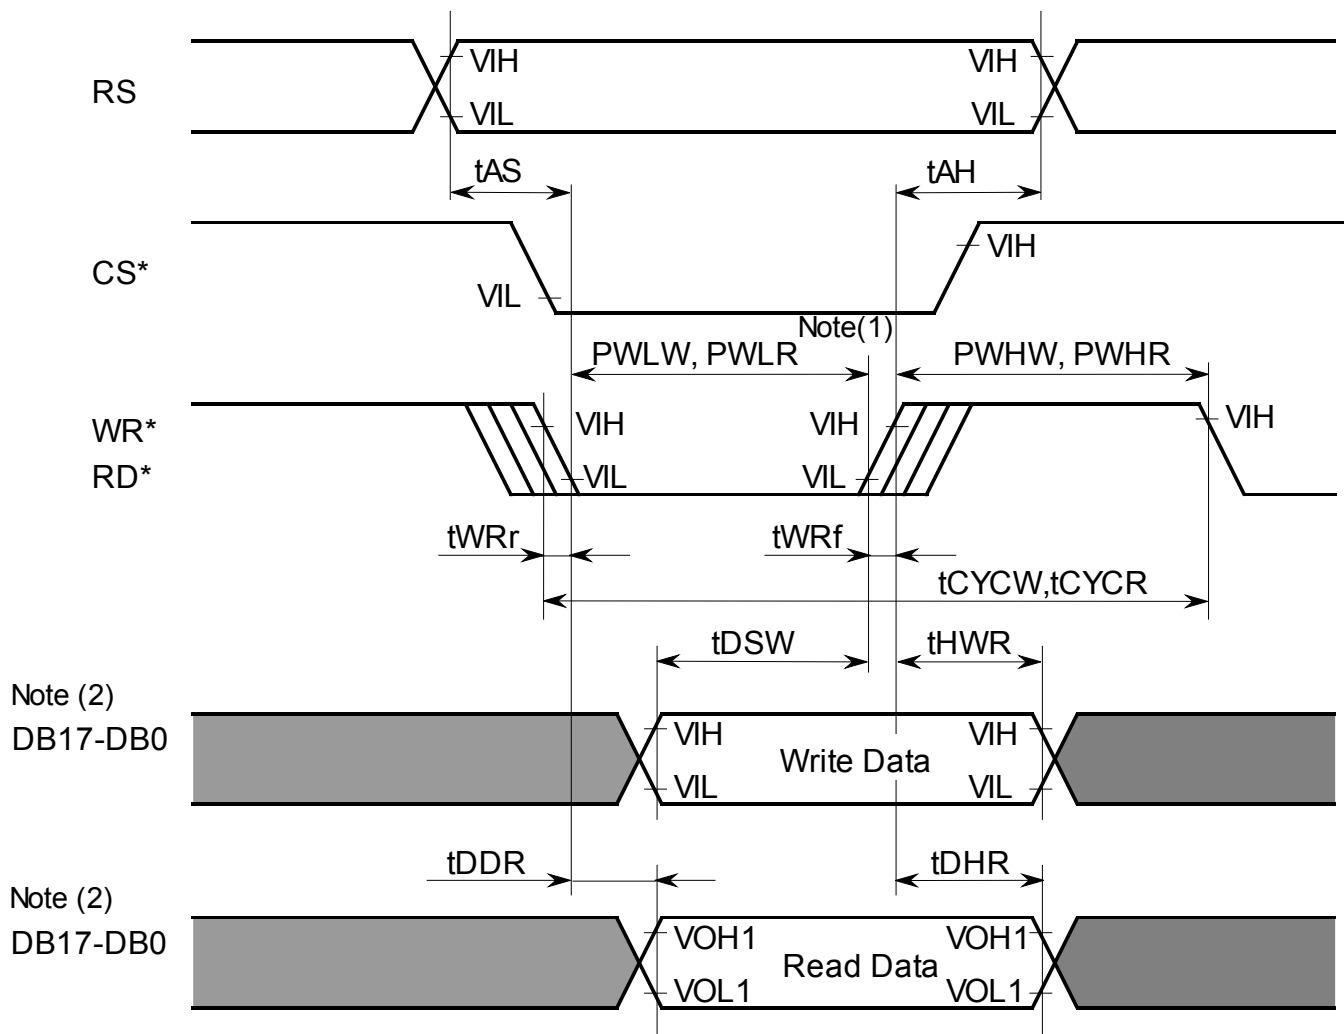 RS
VIH
VIH
VIL
VIL
tAS
tAH
CS*
VIH
VIL
Note(1)
PWLW, PWLR
PWHW, PWHR
WR*
VIH
VIH
VIH
RD*
VIL
VIL
tWRr
tWRf
tCYCW,tCYCR
tDSW
tHWR
Note (2)
DB17-DB0
VIH
VIH
Write Data
VIL
VIL
tDDR
tDHR
Note (2)
DB17-DB0
VOH1
VOH1
Read Data
VOL1
VOL1